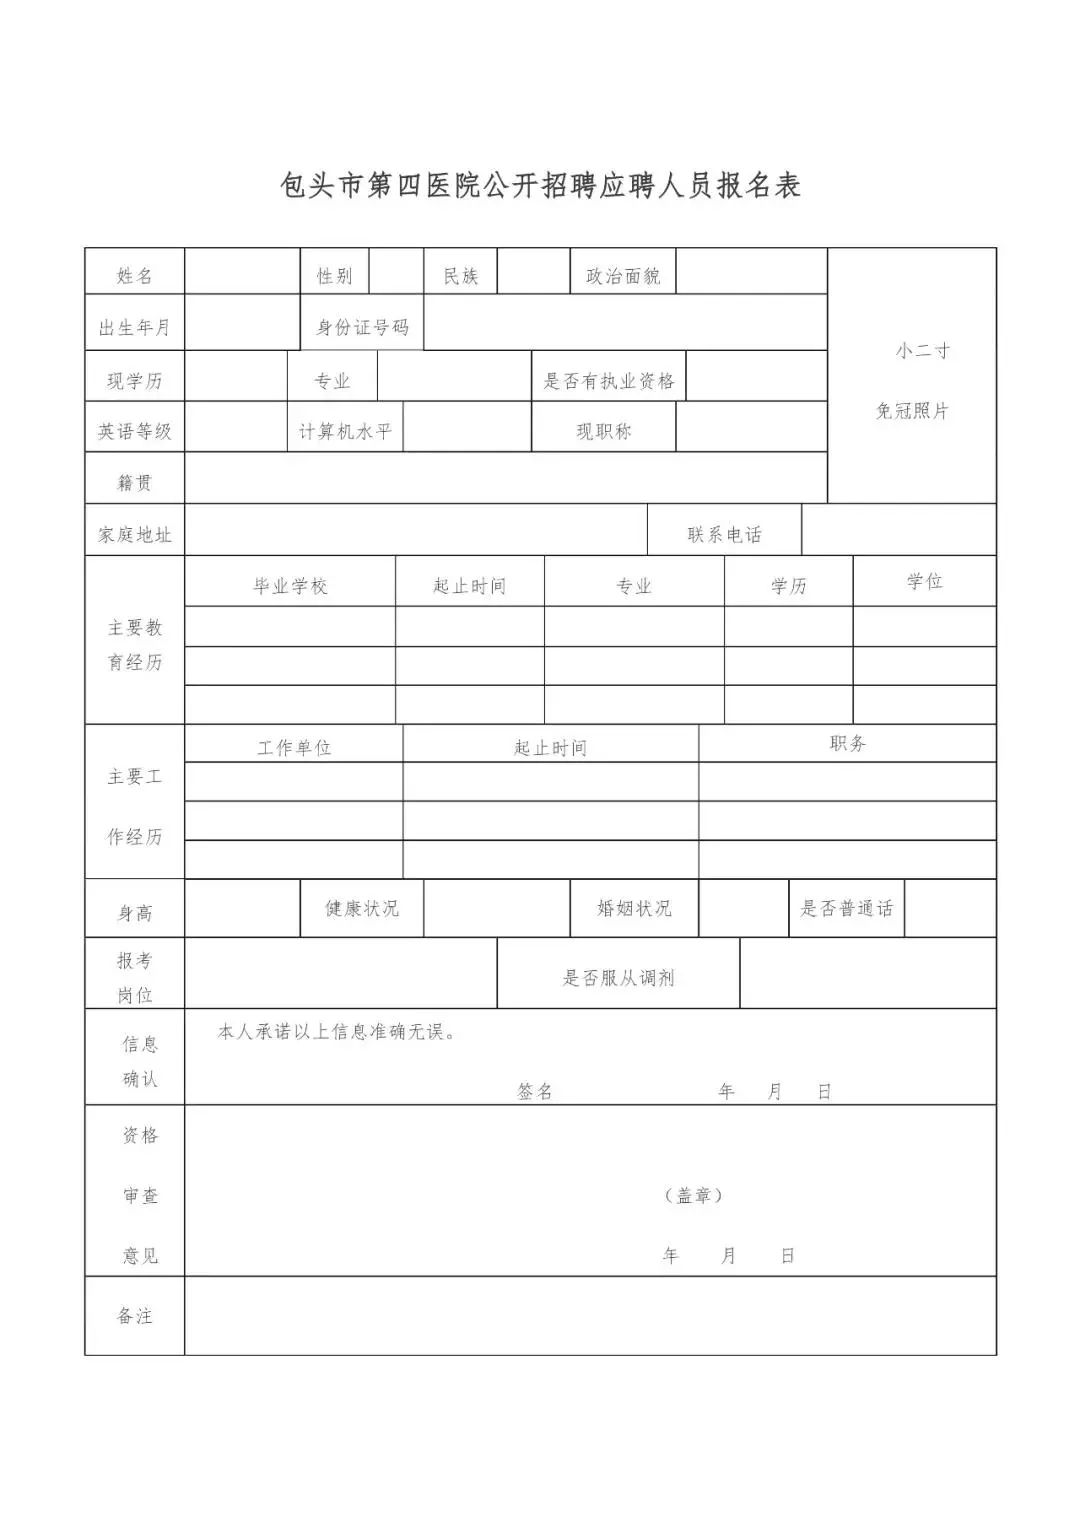 包头市第四医院公开招聘应聘人员报名表
姓名 性别 民族 政治面貌
出生年月 身份证号码
小二寸
免冠照片
现学历 专业 是否有执业资格
英语等级 计算机水平 现职称
籍贯
家庭地址 联系电话
主要教
育经历
毕业学校 起止时间 专业 学历 学位
主要工
作经历
工作单位 起止时间 职务
身高 健康状况 婚姻状况 是否普通话
报考
岗位
是否服从调剂
信息
确认
本人承诺以上信息准确无误。
签名 年 月 日
资格
审查
意见
（盖章）
年 月 日
备注